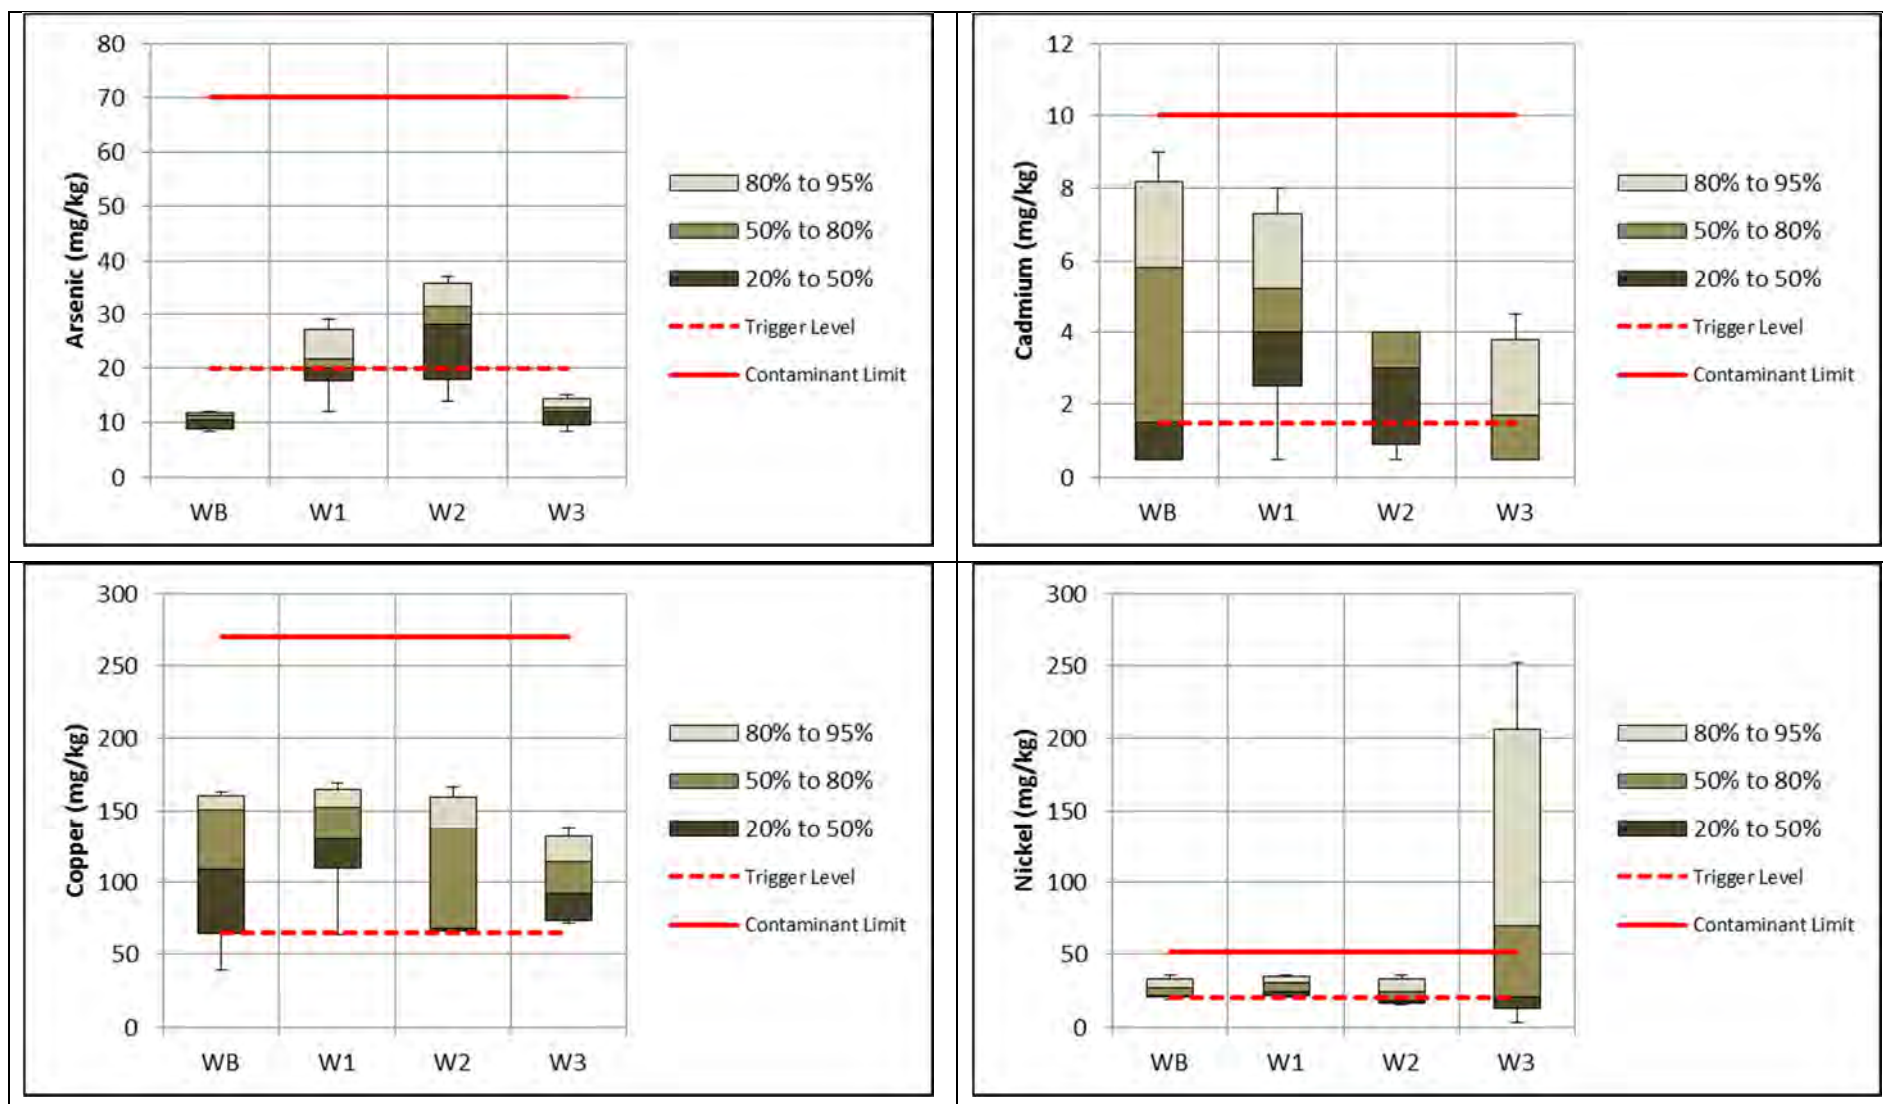 80
70
60
50
40
30
20
10
0
Arsenic (mg/kg)
WB W1 W2 W3
80% to 95%
50% to 80%
20% to 50%
Trigger Level
Contaminant Limit
12
10
8
6
4
2
0
Cadmium (mg/kg)
WB W1 W2 W3
80% to 95%
50% to 80%
20% to 50%
Trigger Level
Contaminant Limit
300
250
200
150
100
50
0
Copper (mg/kg)
WB W1 W2 W3
80% to 95%
50% to 80%
20% to 50%
Trigger Level
Contaminant Limit
300
250
200
150
100
50
0
Nickel (mg/kg)
WB W1 W2 W3
80% to 95%
50% to 80%
20% to 50%
Trigger Level
Contaminant Limit